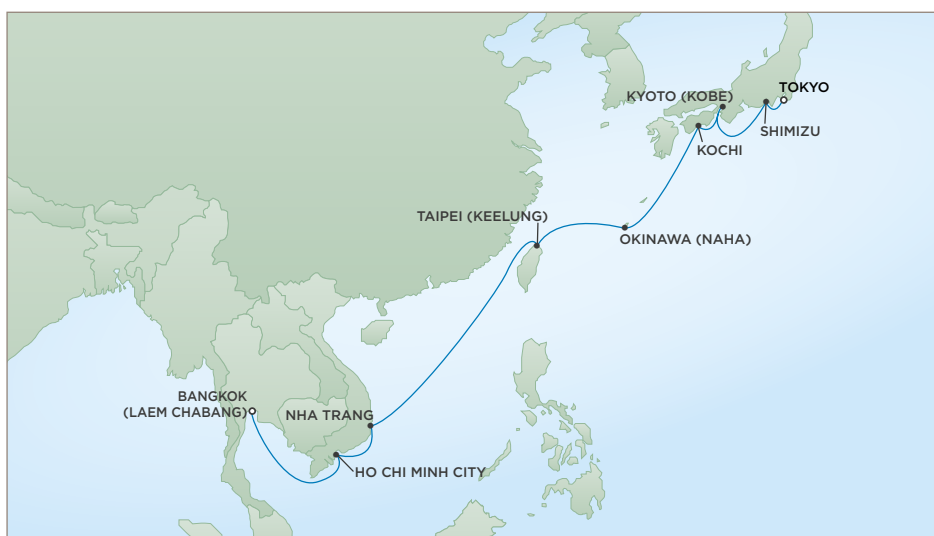 TOKYO
KYOTO (KOBE)
SHIMIZU
KOCHI
TAIPEI (KEELUNG)
OKINAWA (NAHA)
BANGKOK
(LAEM CHABANG)
NHA TRANG
HO CHI MINH CITY